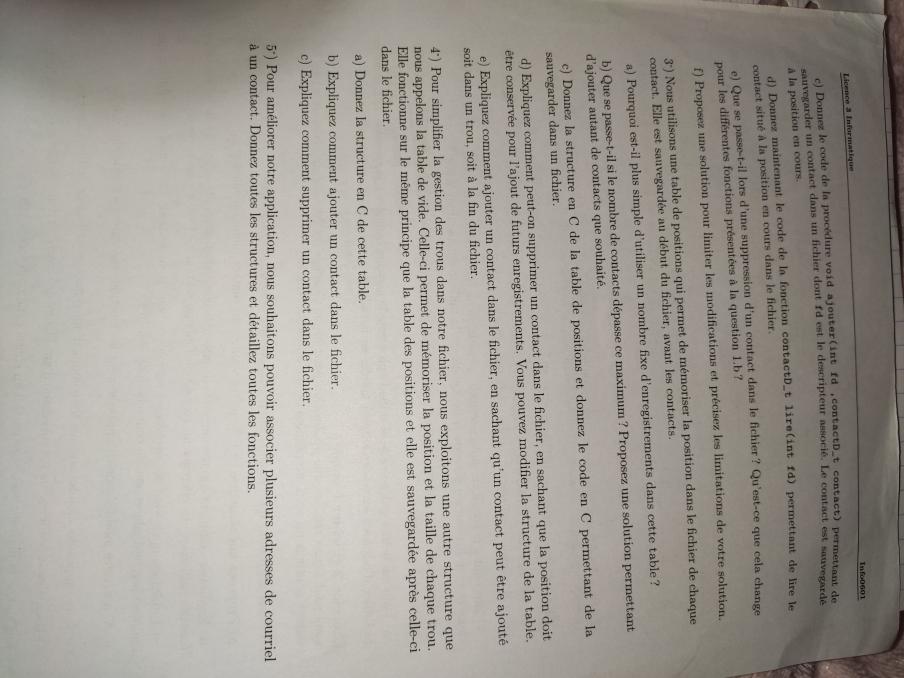 Licence 3 Informatique
Info0601
c) Donnez le code de la procédure void ajouter(int fd ,contactD_t contact) permettant de
sauvegarder un contact dans un fichier dont fd est le descripteur associé. Le contact est sauvegardé
à la position en cours.
d) Donnez maintenant le code de la fonction contactD_t lire(int fd) permettant de lire le
contact situé à la position en cours dans le fichier.
e) Que se passe-t-il lors d'une suppression d'un contact dans le fichier ? Qu'est-ce que cela change
pour les différentes fonctions présentées à la question 1.b ?
f) Proposez une solution pour limiter les modifications et précisez les limitations de votre solution.
3°) Nous utilisons une table de positions qui permet de mémoriser la position dans le fichier de chaque
contact. Elle est sauvegardée au début du fichier, avant les contacts.
a) Pourquoi est-il plus simple d'utiliser un nombre fixe d'enregistrements dans cette table ?
b) Que se passe-t-il si le nombre de contacts dépasse ce maximum ? Proposez une solution permettant
d'ajouter autant de contacts que souhaité.
c) Donnez la structure en C de la table de positions et donnez le code en C permettant de la
sauvegarder dans un fichier.
d) Expliquez comment peut-on supprimer un contact dans le fichier, en sachant que la position doit
être conservée pour l'ajout de futurs enregistrements. Vous pouvez modifier la structure de la table.
e) Expliquez comment ajouter un contact dans le fichier, en sachant qu'un contact peut être ajouté
soit dans un trou, soit à la fin du fichier.
4°) Pour simplifier la gestion des trous dans notre fichier, nous exploitons une autre structure que
nous appelons la table de vide. Celle-ci permet de mémoriser la position et la taille de chaque trou.
Elle fonctionne sur le même principe que la table des positions et elle est sauvegardée après celle-ci
dans le fichier.
a) Donnez la structure en C de cette table.
b) Expliquez comment ajouter un contact dans le fichier.
c) Expliquez comment supprimer un contact dans le fichier.
5°) Pour améliorer notre application, nous souhaitons pouvoir associer plusieurs adresses de courriel
à un contact. Donnez toutes les structures et détaillez toutes les fonctions.